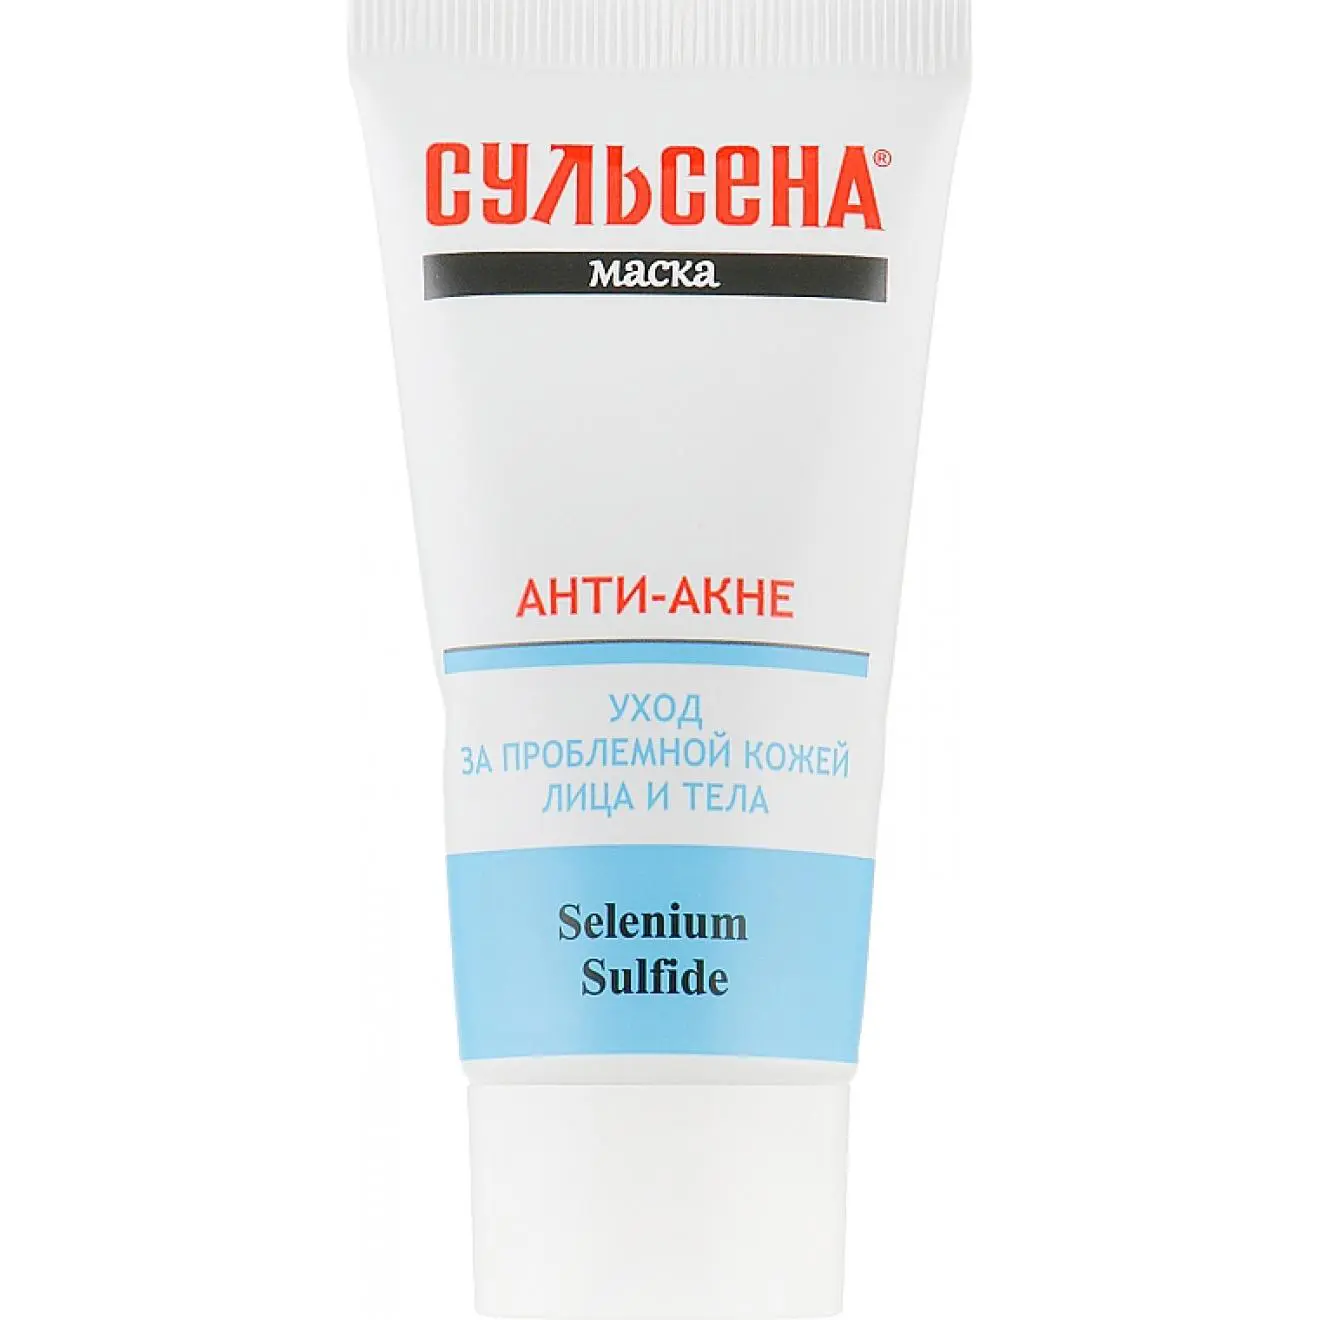 СУЛЬСЕНА®
маска
АНТИ-АКНЕ
УХОД
ЗА ПРОБЛЕМНОЙ КОЖЕЙ
ЛИЦА И ТЕЛА
Selenium
Sulfide